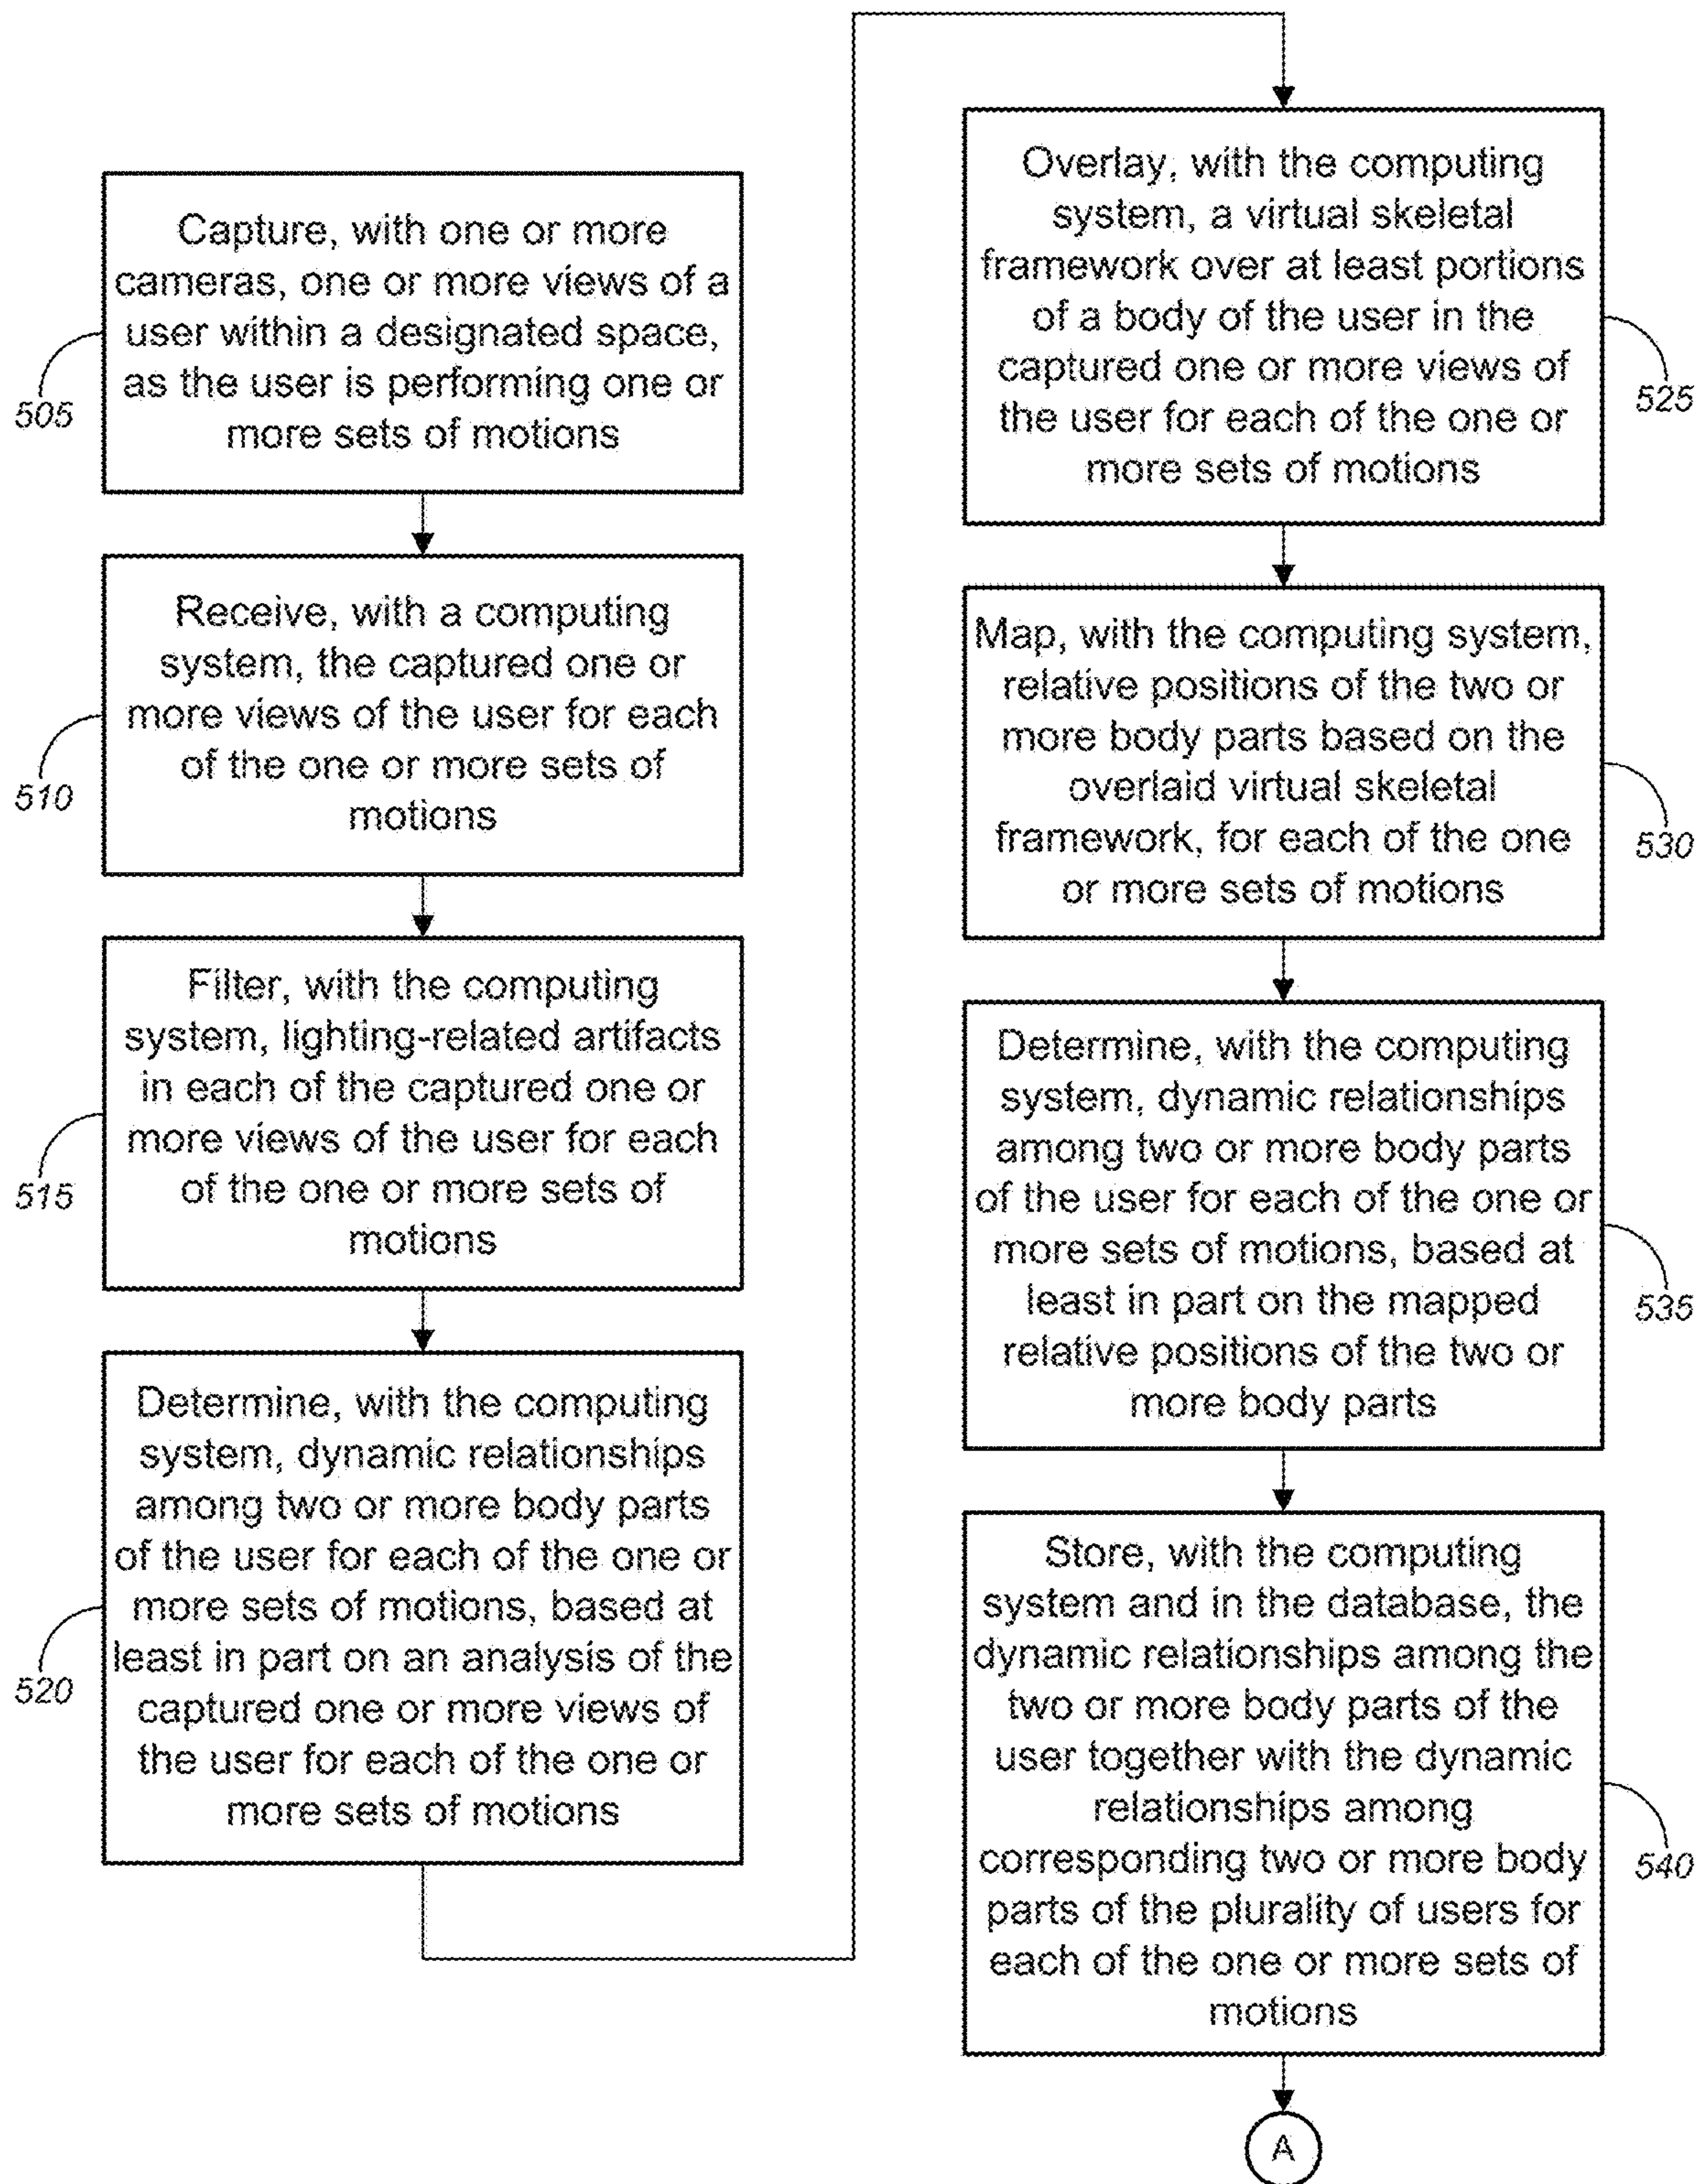 Capture, with one or more
cameras, one or more views of a
user within a designated space,
as the user is performing one or
more sets of motions
505
Receive, with a computing
system, the captured one or
more views of the user for each
of the one or more sets of
motions
510
Filter, with the computing
system, lighting-related artifacts
in each of the captured one or
more views of the user for each
of the one or more sets of
motions
515
Determine, with the computing
system, dynamic relationships
among two or more body parts
of the user for each of the one or
more sets of motions, based at
least in part on an analysis of the
captured one or more views of
the user for each of the one or
more sets of motions
520
Overlay, with the computing
system, a virtual skeletal
framework over at least portions
of a body of the user in the
captured one or more views of
the user for each of the one or
more sets of motions
525
Map, with the computing system,
relative positions of the two or
more body parts based on the
overlaid virtual skeletal
framework, for each of the one
or more sets of motions
530
Determine, with the computing
system, dynamic relationships
among two or more body parts
of the user for each of the one or
more sets of motions, based at
least in part on the mapped
relative positions of the two or
more body parts
535
Store, with the computing
system and in the database, the
dynamic relationships among the
two or more body parts of the
user together with the dynamic
relationships among
corresponding two or more body
parts of the plurality of users for
each of the one or more sets of
motions
540
A